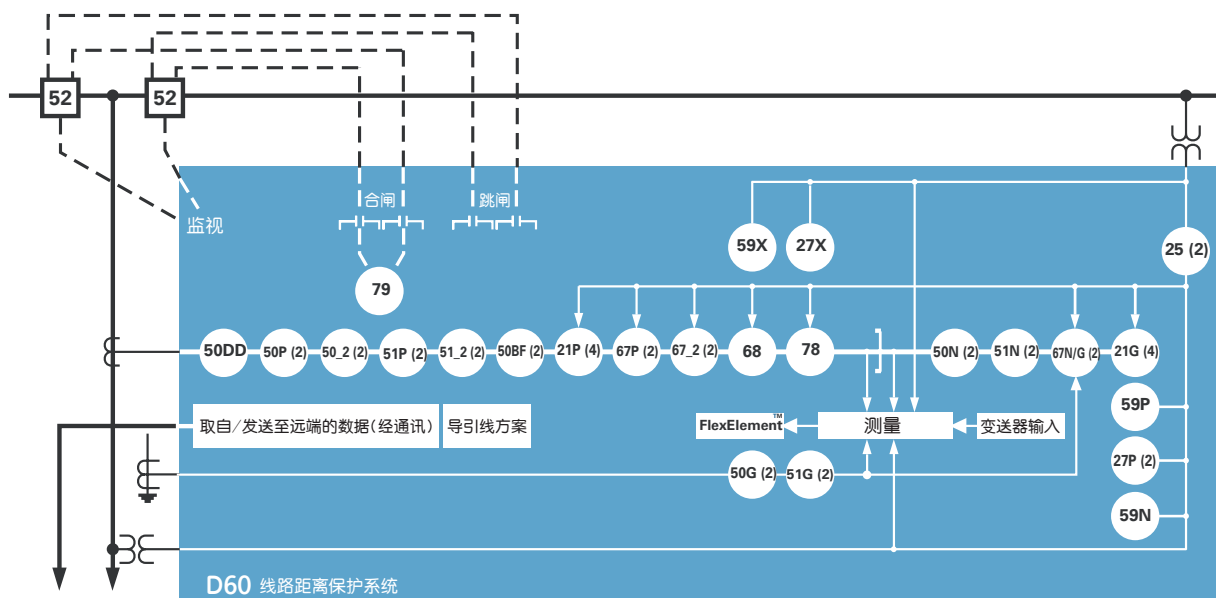 52
52
监视
合闸
跳闸
59X
27X
25 (2)
79
50DD
50P (2)
50_2 (2)
51P (2)
51_2 (2)
50BF (2)
21P (4)
67P (2)
67_2 (2)
68
78
50N (2)
51N (2)
67N/G (2)
21G (4)
59P
取自/发送至远端的数据(经通讯)
导引线方案
FlexElement™
测量
变送器输入
50G (2)
51G (2)
27P (2)
59N
D60 线路距离保护系统